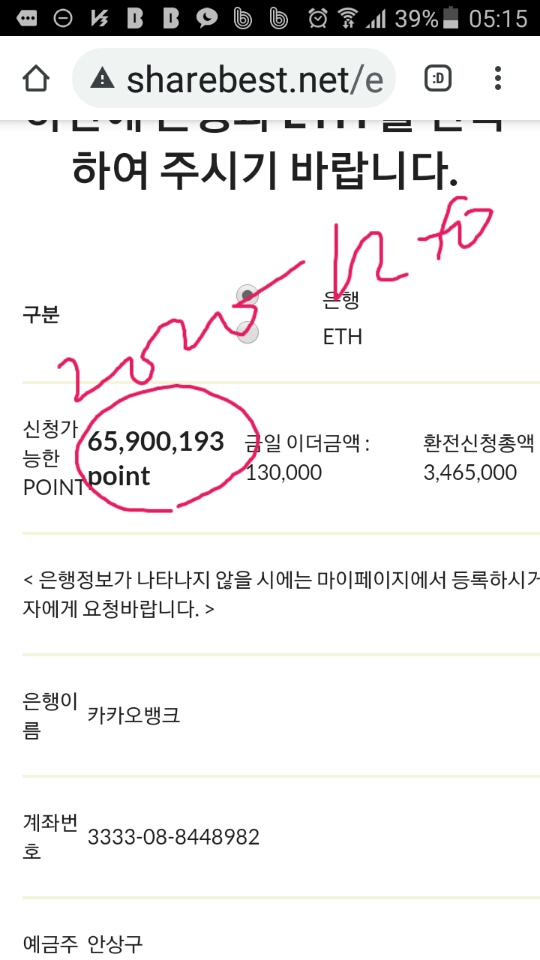 39% 05:15
sharebest.net/e
하여 주시기 바랍니다.
구분
은행
ETH
신청가능한 POINT
65,900,193 point
금일 이더금액 : 130,000
환전신청총액 3,465,000
< 은행정보가 나타나지 않을 시에는 마이페이지에서 등록하시거
자에게 요청바랍니다. >
은행이름 카카오뱅크
계좌번호 3333-08-8448982
예금주 안상구